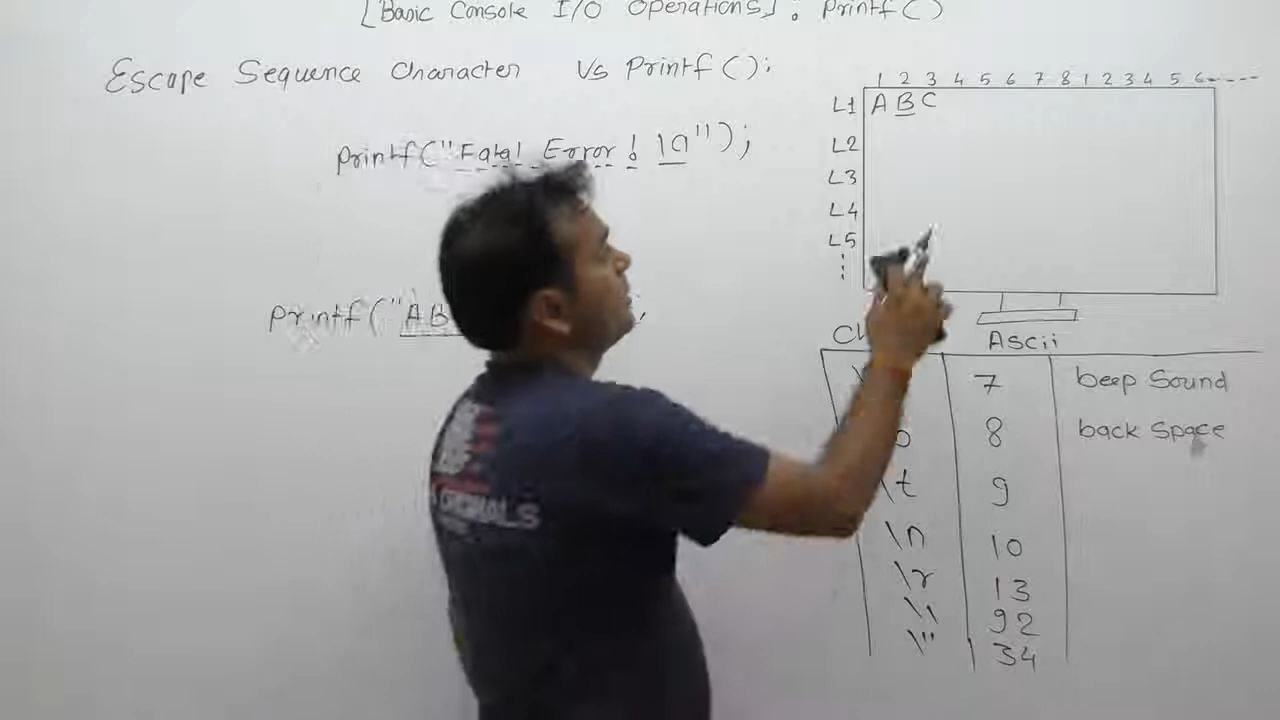 [Basic Console I/O Operations]: Printf()
Escape Sequence Character Vs Printf();
Printf("Fatal Error! \a");
Printf("AB
1 2 3 4 5 6 7 8 1 2 3 4 5 6
L1 A B C
L2
L3
L4
L5
Ascii
7 beep Sound
8 back Space
\t 9
\n 10
\r 13
\\ 92
\" 34